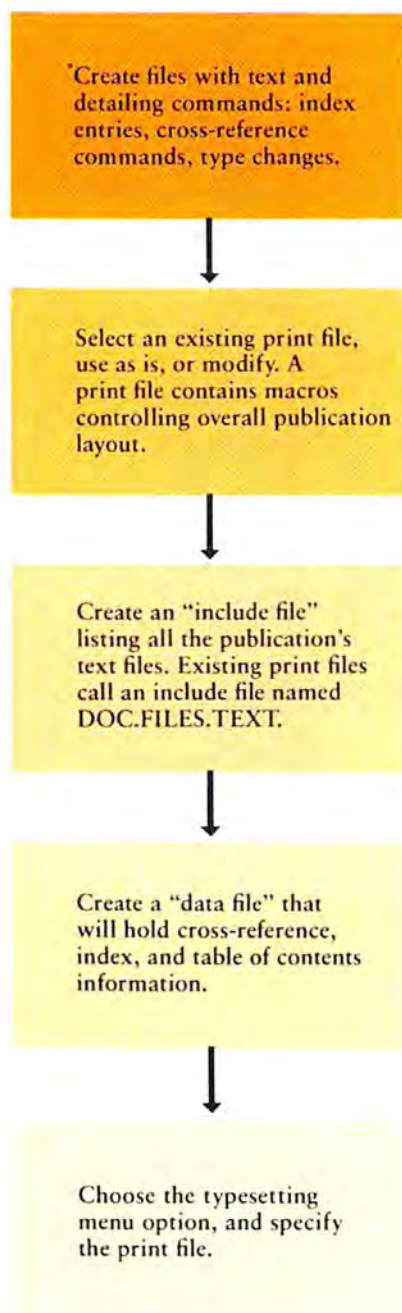 Create files with text and
detailing commands: index
entries, cross-reference
commands, type changes.
Select an existing print file,
use as is, or modify. A
print file contains macros
controlling overall publication
layout.
Create an “include file”
listing all the publication’s
text files. Existing print files
call an include file named
DOC.FILES.TEXT.
Create a “data file” that
will hold cross-reference,
index, and table of contents
information.
Choose the typesetting
menu option, and specify
the print file.